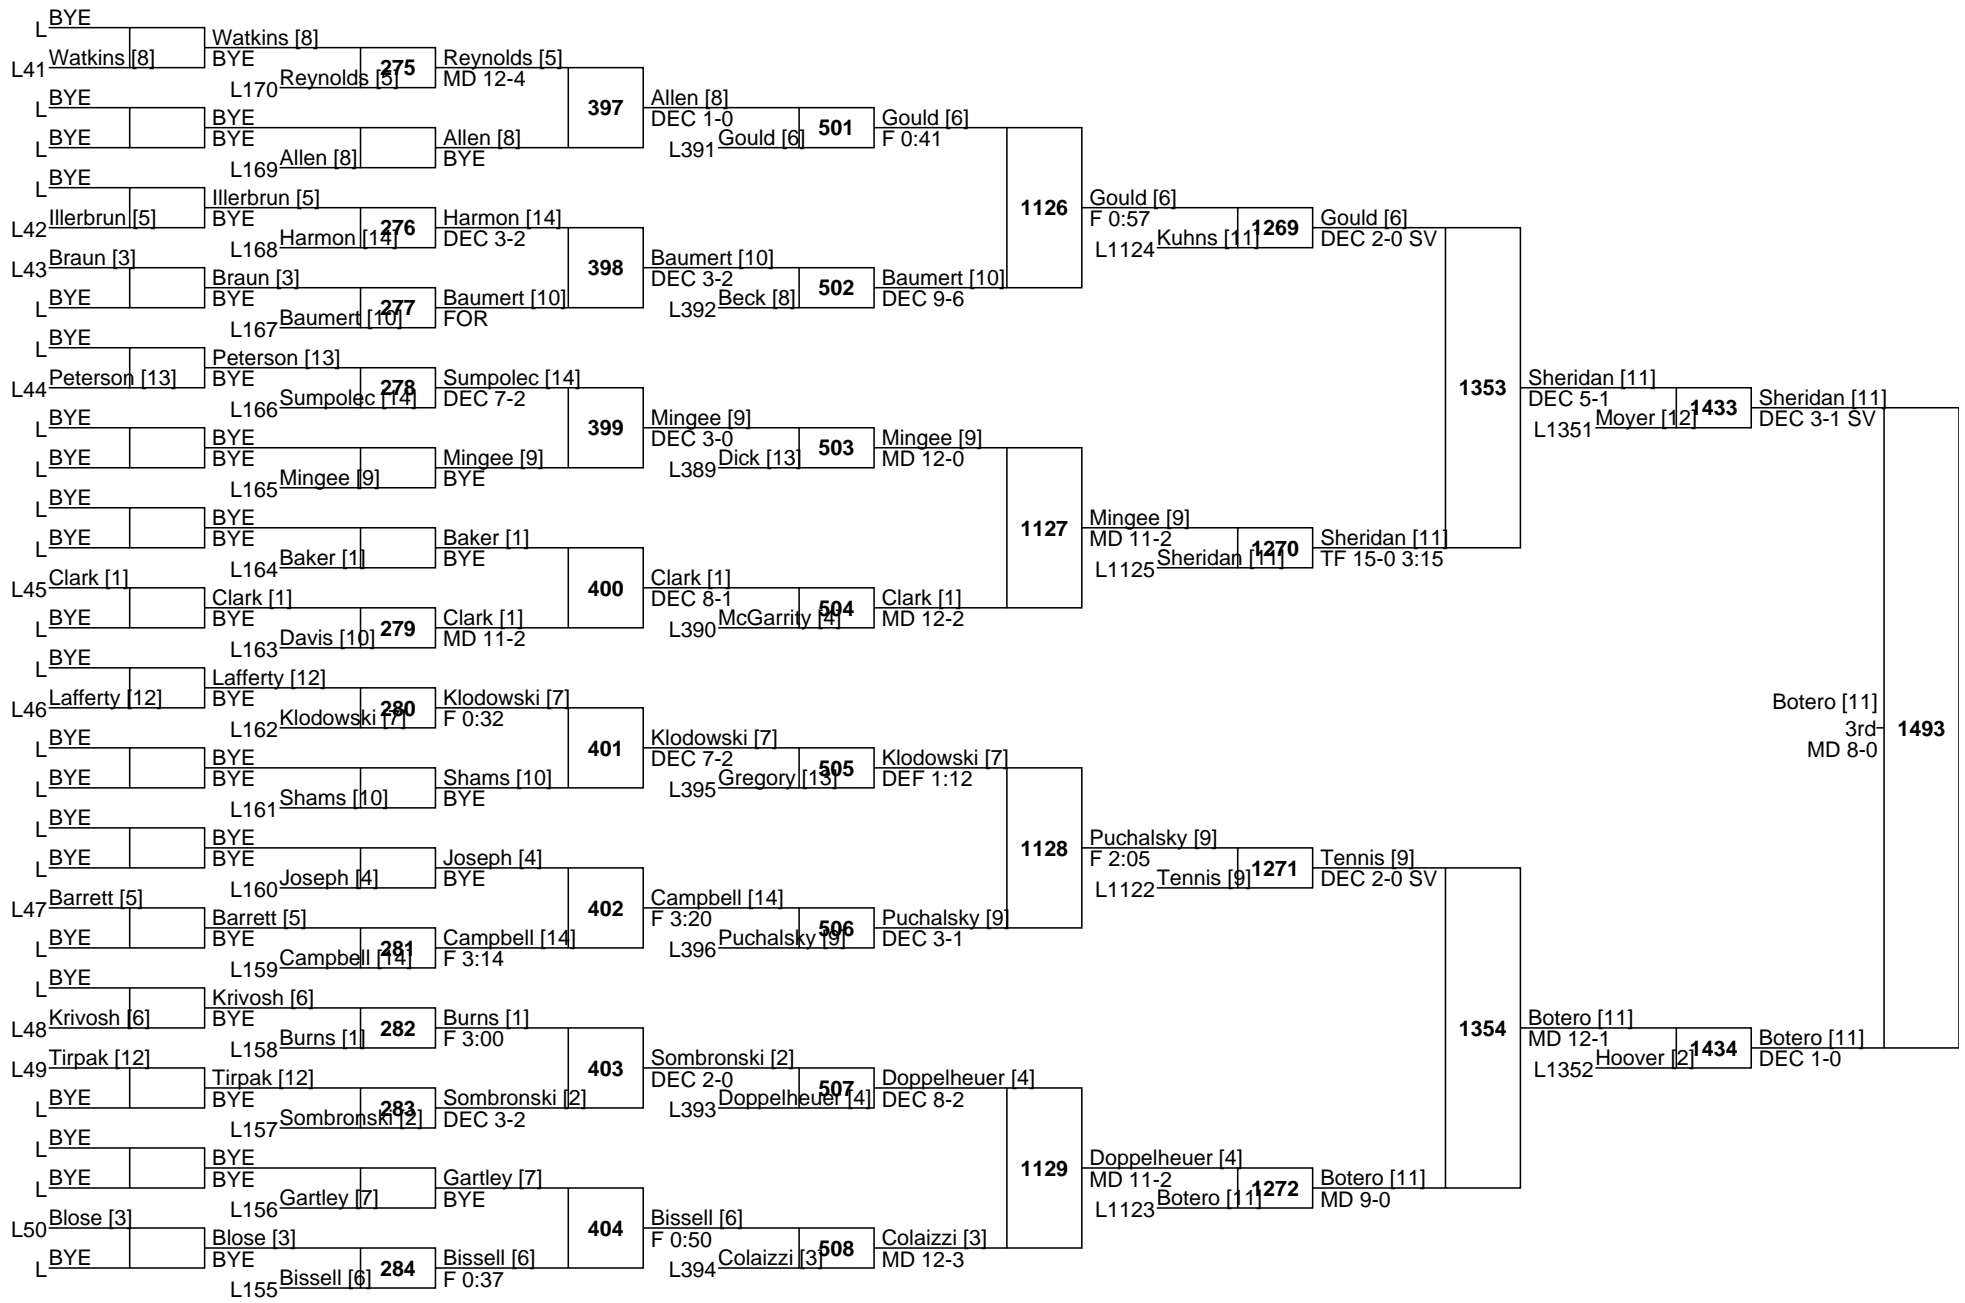 BYE
L
Watkins [8]
L41
BYE
L
BYE
L
BYE
L
Illerbrun [5]
L42
Braun [3]
L43
BYE
L
BYE
L
Peterson [13]
L44
BYE
L
BYE
L
BYE
L
BYE
L
Clark [1]
L45
BYE
L
BYE
L
Lafferty [12]
L46
BYE
L
BYE
L
BYE
L
BYE
L
Barrett [5]
L47
BYE
L
BYE
L
Krivosh [6]
L48
Tirpak [12]
L49
BYE
L
BYE
L
BYE
L
Blose [3]
L50
BYE
L
Watkins [8]
BYE
L170 Reynolds [5]
275
BYE
BYE
L169 Allen [8]
Illerbrun [5]
BYE
L168 Harmon [14]
276
Braun [3]
BYE
L167 Baumert [10]
277
Peterson [13]
BYE
L166 Sumpolec [14]
278
BYE
BYE
L165 Mingee [9]
BYE
BYE
L164 Baker [1]
Clark [1]
BYE
L163 Davis [10]
279
Lafferty [12]
BYE
L162 Klodowski [7]
280
BYE
BYE
L161 Shams [10]
BYE
BYE
L160 Joseph [4]
Barrett [5]
BYE
L159 Campbell [14]
281
Krivosh [6]
BYE
L158 Burns [1]
282
Tirpak [12]
BYE
L157 Sombronski [2]
283
BYE
BYE
L156 Gartley [7]
Blose [3]
BYE
L155 Bissell [6]
284
Reynolds [5]
MD 12-4
397
Allen [8]
BYE
Harmon [14]
DEC 3-2
398
Baumert [10]
FOR
Sumpolec [14]
DEC 7-2
399
Mingee [9]
BYE
Baker [1]
BYE
400
Clark [1]
MD 11-2
Klodowski [7]
F 0:32
401
Shams [10]
BYE
Joseph [4]
BYE
402
Campbell [14]
F 3:14
Burns [1]
F 3:00
403
Sombronski [2]
DEC 3-2
Gartley [7]
BYE
404
Bissell [6]
F 0:37
Allen [8]
DEC 1-0
L391 Gould [6]
501
Baumert [10]
DEC 3-2
L392 Beck [8]
502
Mingee [9]
DEC 3-0
L389 Dick [13]
503
Clark [1]
DEC 8-1
L390 McGarrity [4]
504
Klodowski [7]
DEC 7-2
L395 Gregory [13]
505
Campbell [14]
F 3:20
L396 Puchalsky [9]
506
Sombronski [2]
DEC 2-0
L393 Doppelheuer [4]
507
Bissell [6]
F 0:50
L394 Colaizzi [3]
508
Gould [6]
F 0:41
1126
Baumert [10]
DEC 9-6
Mingee [9]
MD 12-0
1127
Clark [1]
MD 12-2
Klodowski [7]
DEF 1:12
1128
Puchalsky [9]
DEC 3-1
Doppelheuer [4]
DEC 8-2
1129
Colaizzi [3]
MD 12-3
Gould [6]
F 0:57
L1124 Kuhns [11]
1269
Mingee [9]
MD 11-2
L1125 Sheridan [11]
1270
Puchalsky [9]
F 2:05
L1122 Tennis [9]
1271
Doppelheuer [4]
MD 11-2
L1123 Botero [11]
1272
Gould [6]
DEC 2-0 SV
1353
Sheridan [11]
TF 15-0 3:15
Tennis [9]
DEC 2-0 SV
1354
Botero [11]
MD 9-0
Sheridan [11]
DEC 5-1
L1351 Moyer [12]
1433
Botero [11]
MD 12-1
L1352 Hoover [2]
1434
Sheridan [11]
DEC 3-1 SV
Botero [11]
DEC 1-0
Botero [11]
3rd
MD 8-0
1493